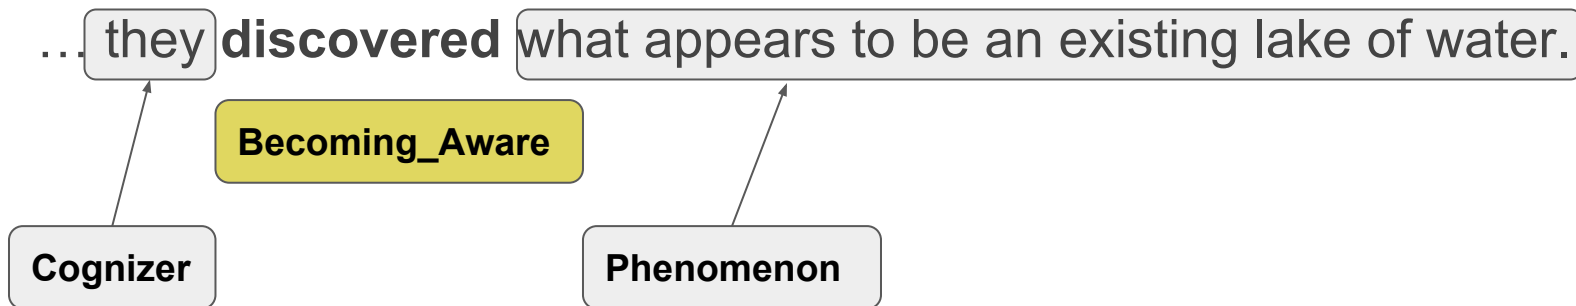 … they discovered what appears to be an existing lake of water.
Becoming_Aware
Cognizer
Phenomenon